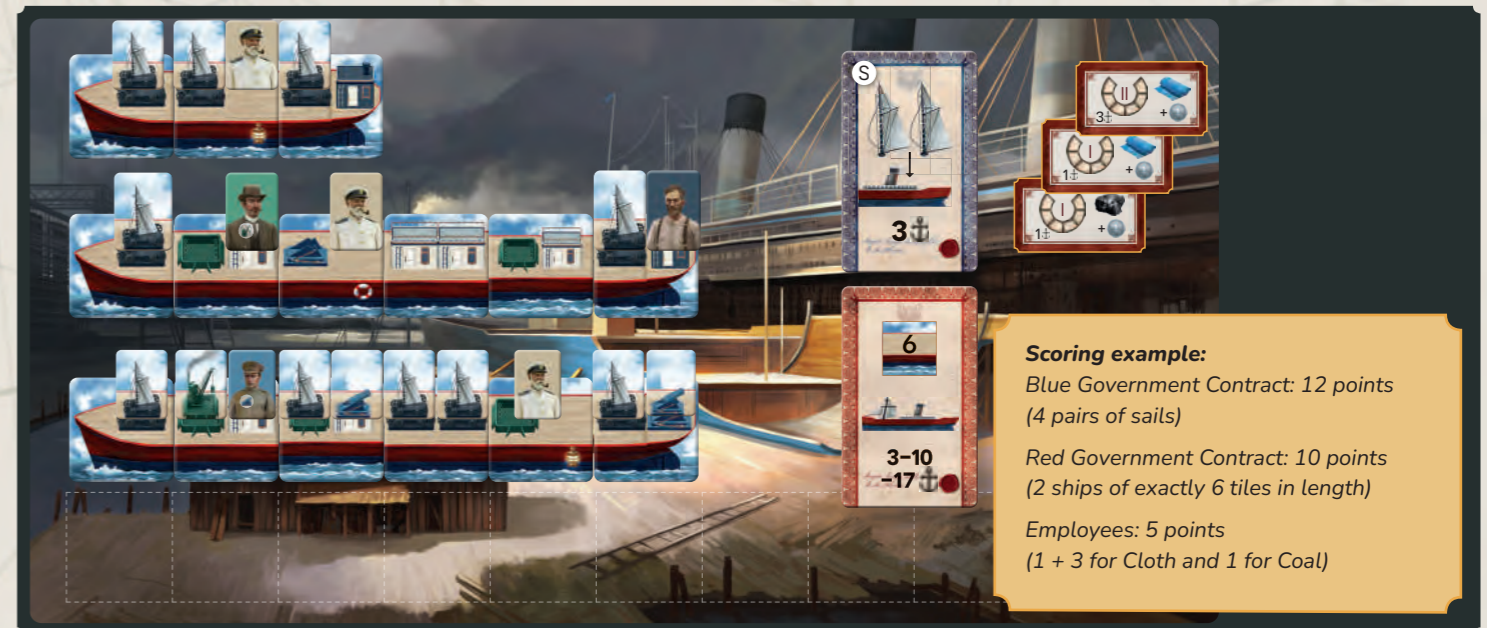 S
3
6
3–10
–17
II
3
+
I
1
+
I
1
+
Scoring example:
Blue Government Contract: 12 points
(4 pairs of sails)
Red Government Contract: 10 points
(2 ships of exactly 6 tiles in length)
Employees: 5 points
(1 + 3 for Cloth and 1 for Coal)